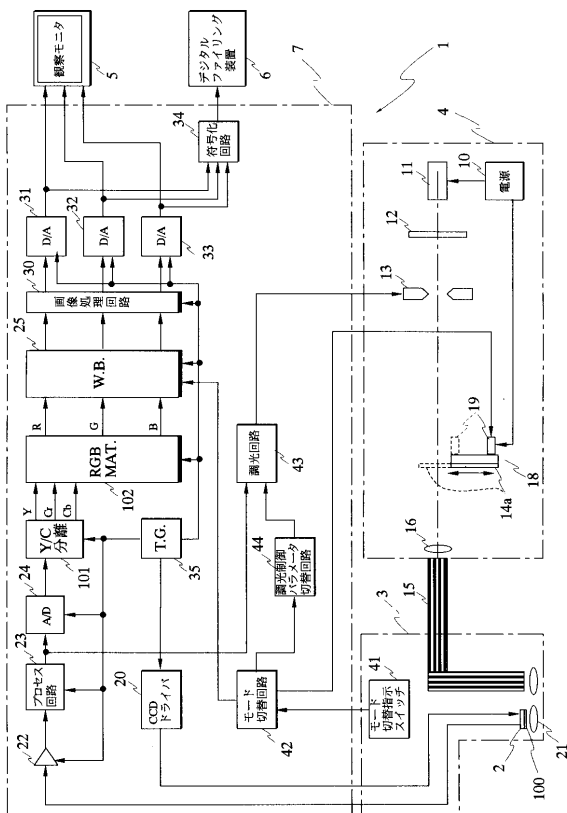 観察モニタ
5
デジタル
ファイリング
装置
6
7
1
34
符号化
回路
31
D/A
32
D/A
33
D/A
30
画像処理回路
25
W.B.
R
G
B
RGB
MAT.
102
Y
Cr
Cb
Y/C
分離
101
24
A/D
23
プロセス
回路
22
T.G.
35
20
CCD
ドライバ
調光回路
43
44
調光制御
パラメータ
切替回路
モード
切替回路
42
41
モード
切替指示
スイッチ
4
11
10
電源
12
13
19
18
14a
16
15
3
2
100
21